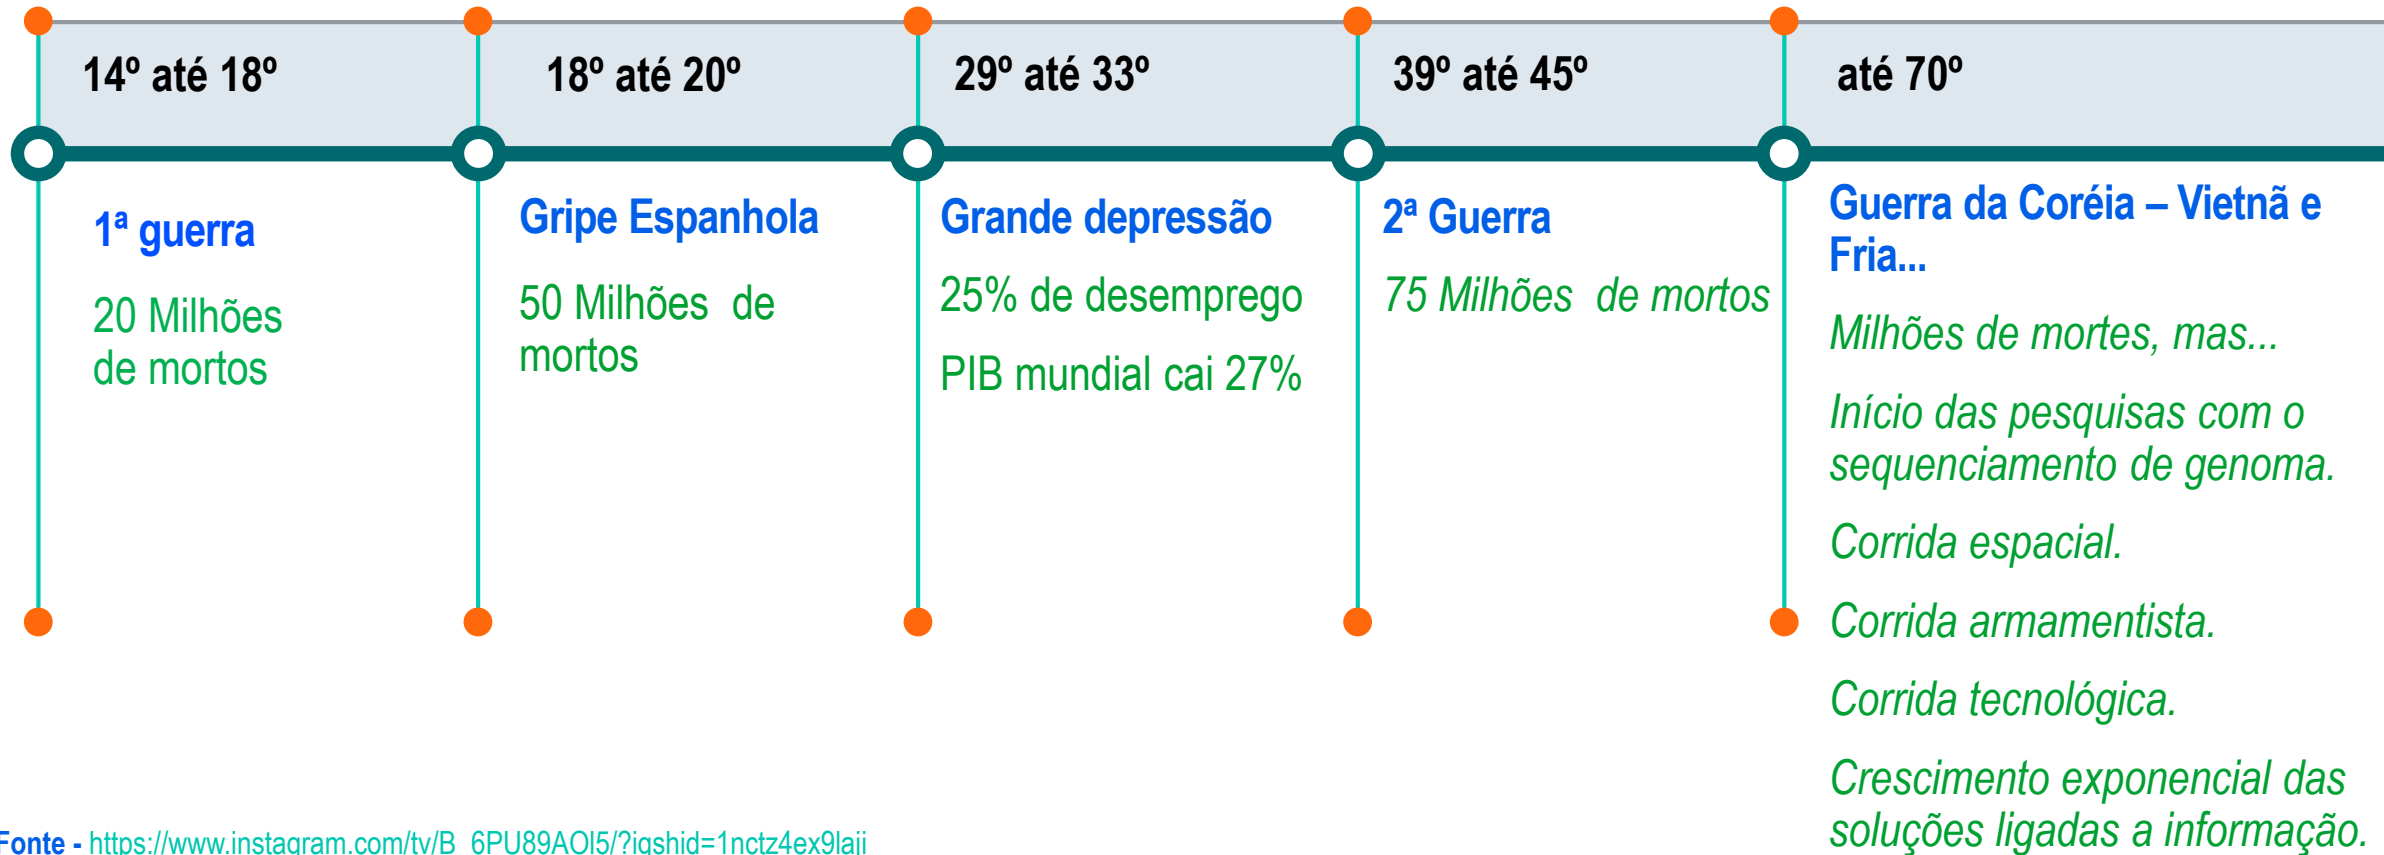 14º até 18º
18º até 20º
29º até 33º
39º até 45º
até 70º
1ª guerra
20 Milhões
de mortos
Gripe Espanhola
50 Milhões de
mortos
Grande depressão
25% de desemprego
PIB mundial cai 27%
2ª Guerra
75 Milhões de mortos
Guerra da Coréia – Vietnã e
Fria...
Milhões de mortes, mas...
Início das pesquisas com o
sequenciamento de genoma.
Corrida espacial.
Corrida armamentista.
Corrida tecnológica.
Crescimento exponencial das
soluções ligadas a informação.
Fonte - https://www.instagram.com/tv/B_6PU89AOI5/?igshid=1nctz4ex9laji